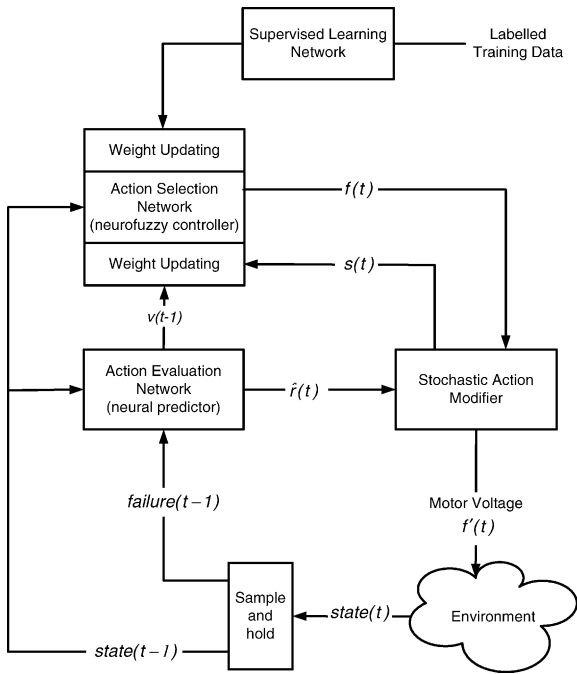 Supervised Learning
Network
Labelled
Training Data
Weight Updating
Action Selection
Network
(neurofuzzy controller)
f(t)
Weight Updating
s(t)
v(t-1)
Action Evaluation
Network
(neural predictor)
r̂(t)
Stochastic Action
Modifier
failure(t−1)
Motor Voltage
f′(t)
Sample
and
hold
state(t)
Environment
state(t−1)